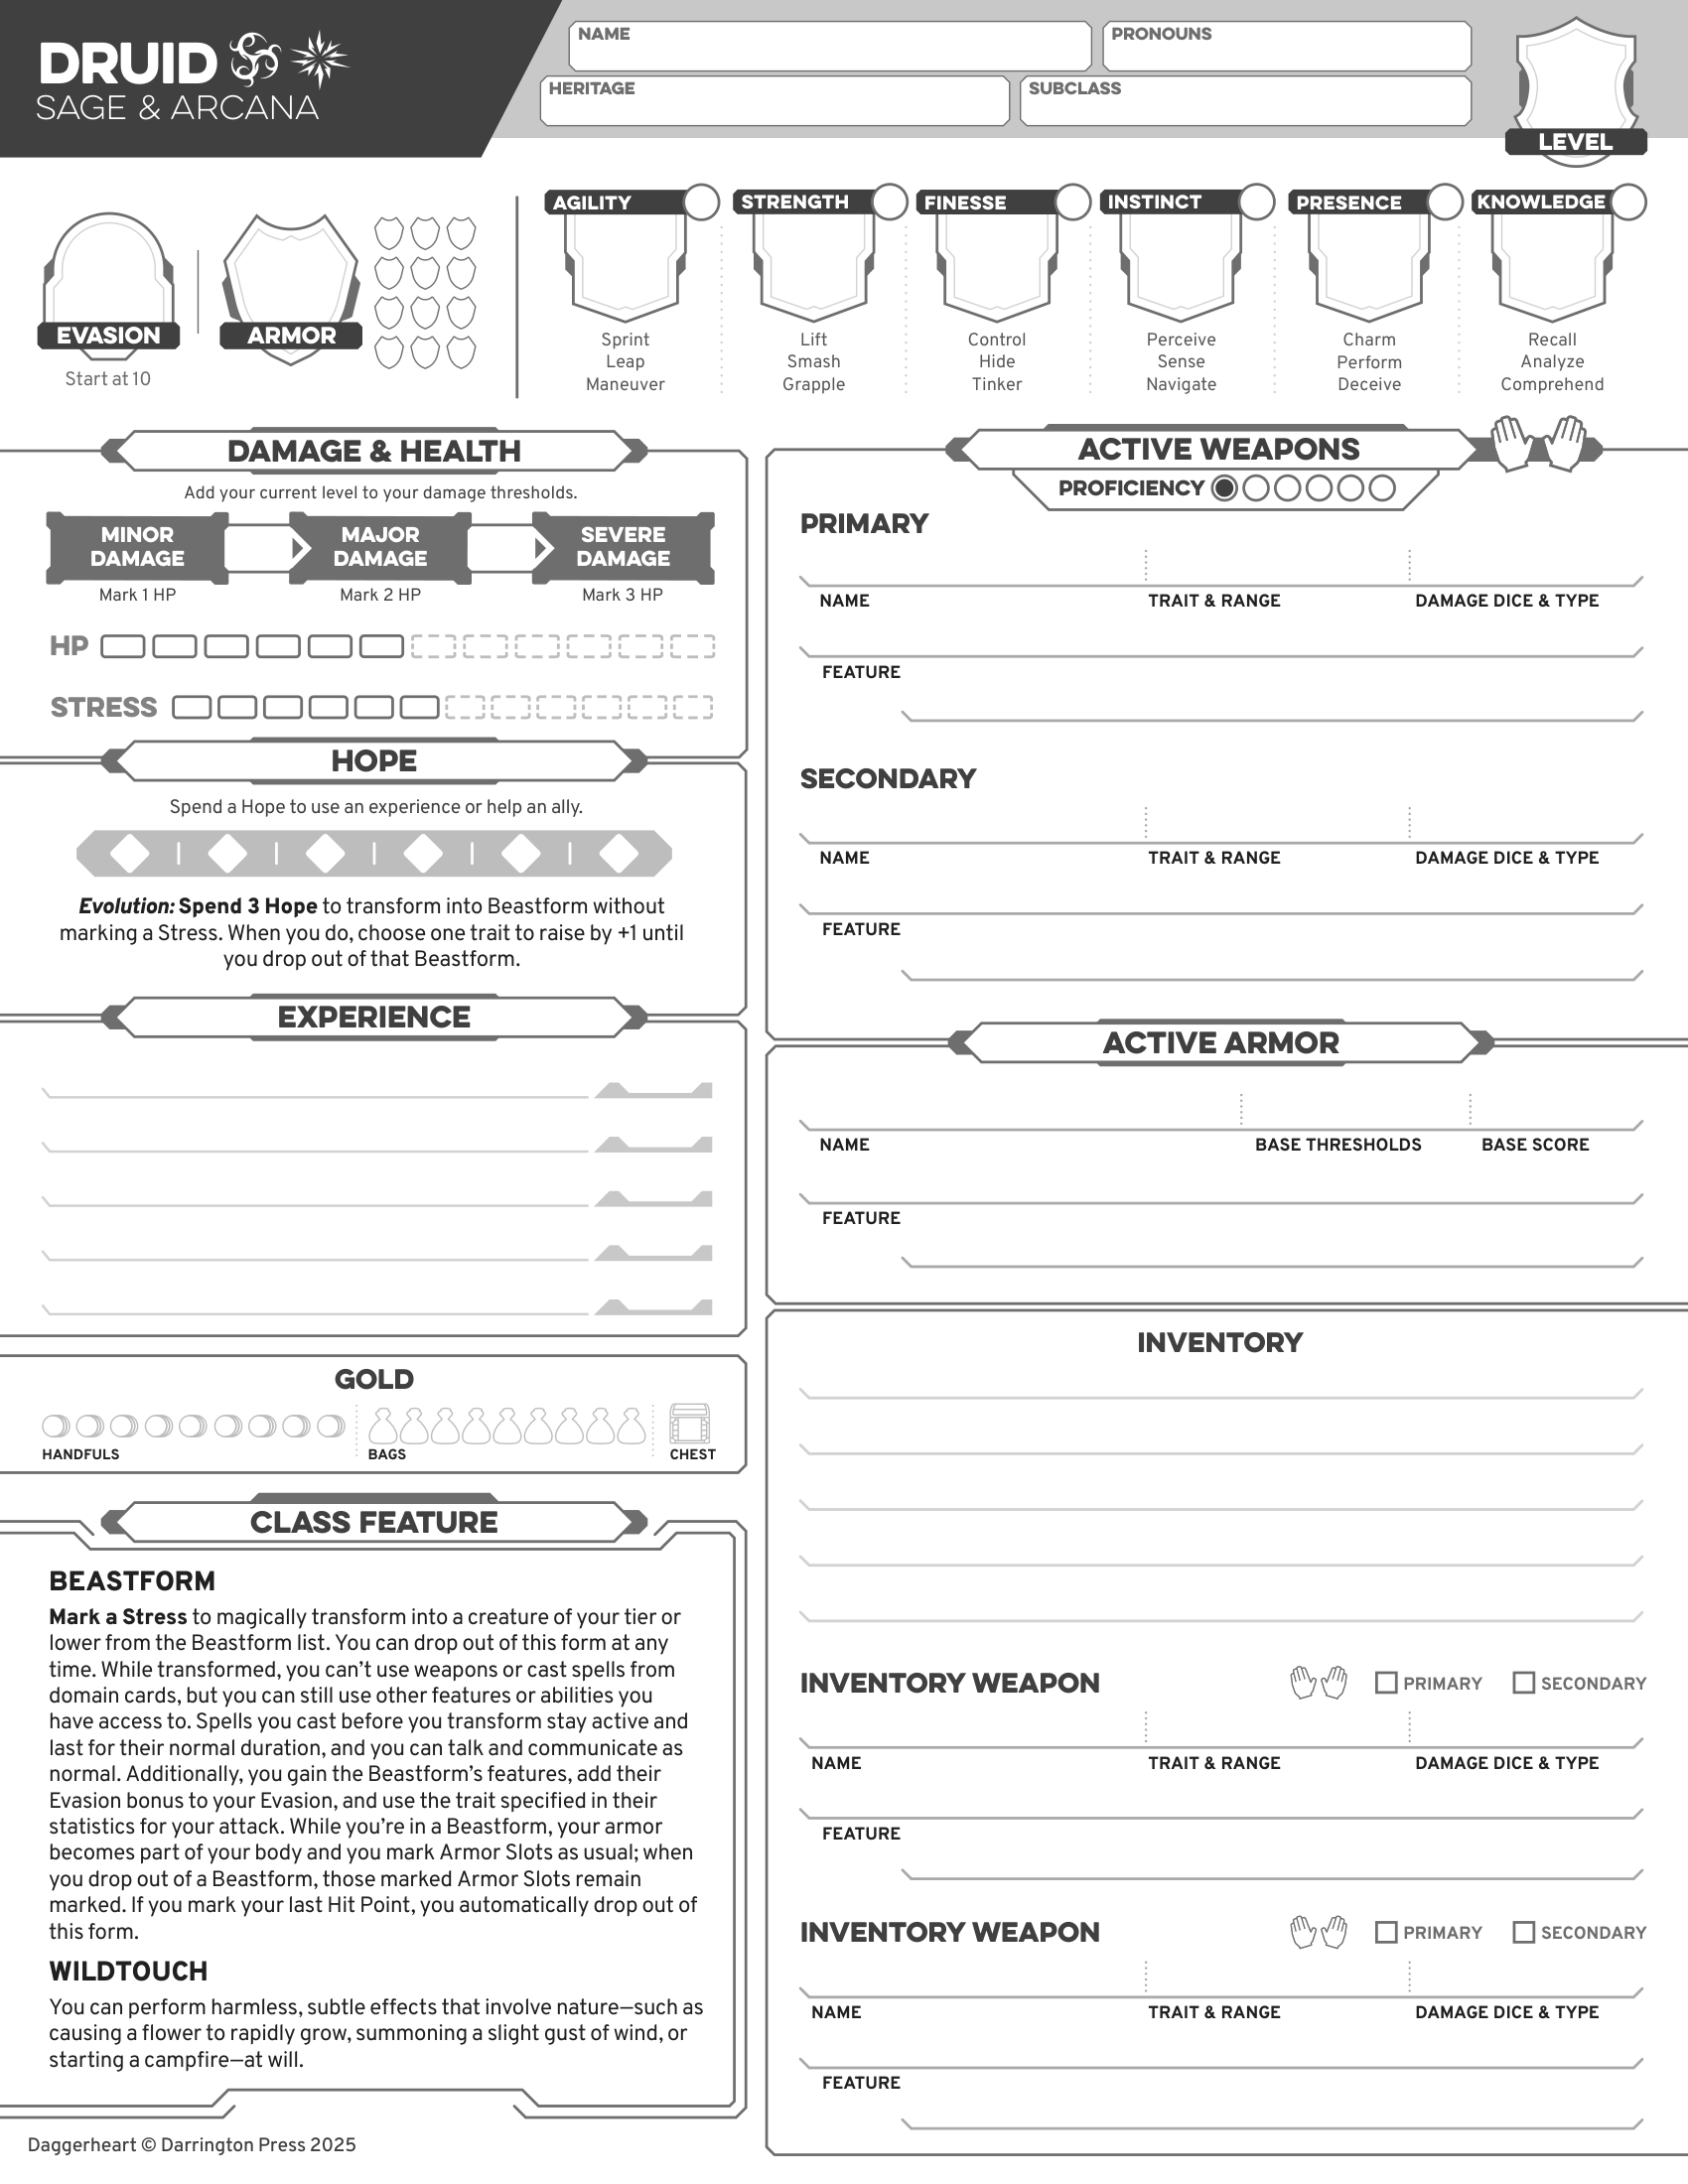 DRUID
SAGE & ARCANA
NAME
PRONOUNS
HERITAGE
SUBCLASS
LEVEL
EVASION
Start at 10
ARMOR
AGILITY
Sprint
Leap
Maneuver
STRENGTH
Lift
Smash
Grapple
FINESSE
Control
Hide
Tinker
INSTINCT
Perceive
Sense
Navigate
PRESENCE
Charm
Perform
Deceive
KNOWLEDGE
Recall
Analyze
Comprehend
DAMAGE & HEALTH
Add your current level to your damage thresholds.
MINOR
DAMAGE
Mark 1 HP
MAJOR
DAMAGE
Mark 2 HP
SEVERE
DAMAGE
Mark 3 HP
HP
STRESS
HOPE
Spend a Hope to use an experience or help an ally.
Evolution: Spend 3 Hope to transform into Beastform without
marking a Stress. When you do, choose one trait to raise by +1 until
you drop out of that Beastform.
EXPERIENCE
GOLD
HANDFULS
BAGS
CHEST
CLASS FEATURE
BEASTFORM
Mark a Stress to magically transform into a creature of your tier or
lower from the Beastform list. You can drop out of this form at any
time. While transformed, you can’t use weapons or cast spells from
domain cards, but you can still use other features or abilities you
have access to. Spells you cast before you transform stay active and
last for their normal duration, and you can talk and communicate as
normal. Additionally, you gain the Beastform’s features, add their
Evasion bonus to your Evasion, and use the trait specified in their
statistics for your attack. While you’re in a Beastform, your armor
becomes part of your body and you mark Armor Slots as usual; when
you drop out of a Beastform, those marked Armor Slots remain
marked. If you mark your last Hit Point, you automatically drop out of
this form.
WILDTOUCH
You can perform harmless, subtle effects that involve nature—such as
causing a flower to rapidly grow, summoning a slight gust of wind, or
starting a campfire—at will.
Daggerheart © Darrington Press 2025
ACTIVE WEAPONS
PROFICIENCY
PRIMARY
NAME
TRAIT & RANGE
DAMAGE DICE & TYPE
FEATURE
SECONDARY
NAME
TRAIT & RANGE
DAMAGE DICE & TYPE
FEATURE
ACTIVE ARMOR
NAME
BASE THRESHOLDS
BASE SCORE
FEATURE
INVENTORY
INVENTORY WEAPON
PRIMARY
SECONDARY
NAME
TRAIT & RANGE
DAMAGE DICE & TYPE
FEATURE
INVENTORY WEAPON
PRIMARY
SECONDARY
NAME
TRAIT & RANGE
DAMAGE DICE & TYPE
FEATURE